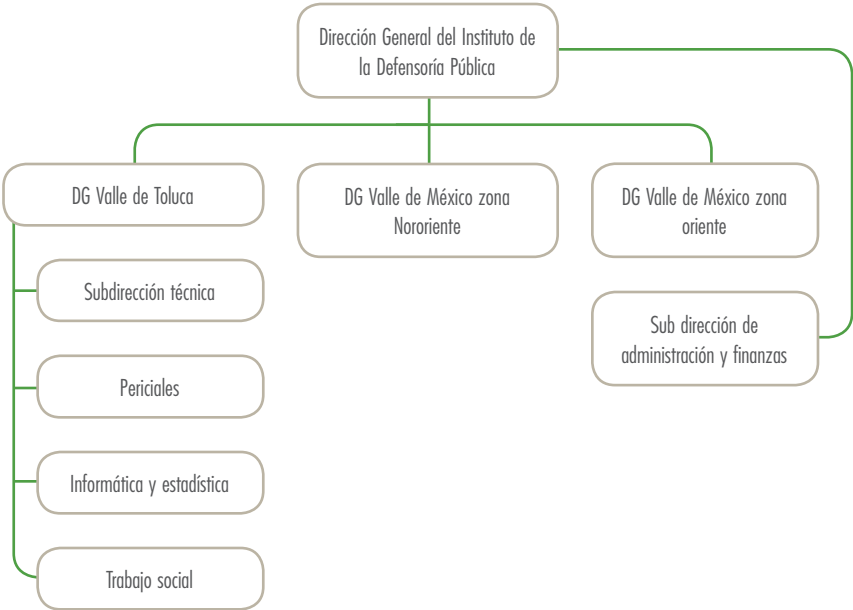 Dirección General del Instituto de
la Defensoría Pública
DG Valle de Toluca
DG Valle de México zona
Nororiente
DG Valle de México zona
oriente
Subdirección técnica
Sub dirección de
administración y finanzas
Periciales
Informática y estadística
Trabajo social